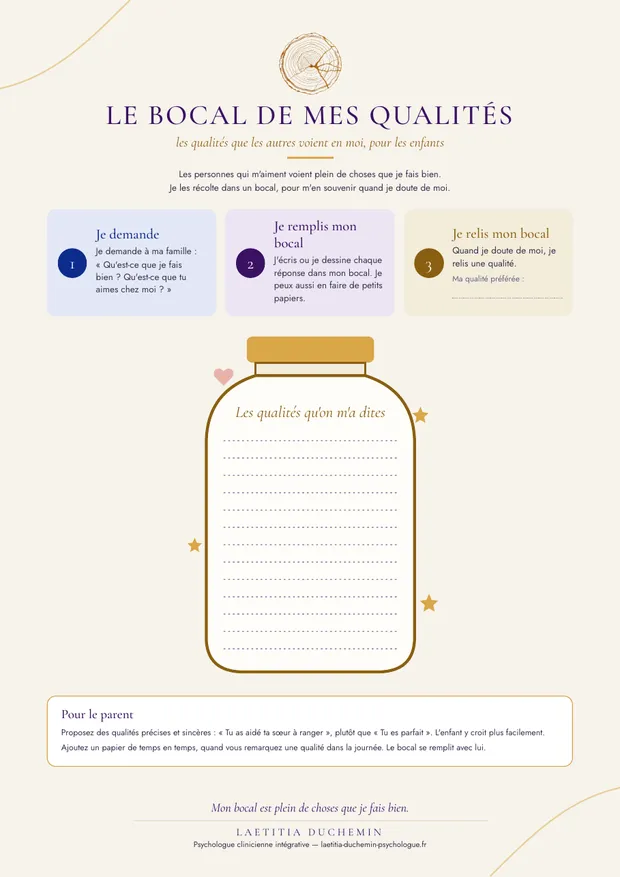 LE BOCAL DE MES QUALITÉS
les qualités que les autres voient en moi, pour les enfants
Les personnes qui m'aiment voient plein de choses que je fais bien.
Je les récolte dans un bocal, pour m'en souvenir quand je doute de moi.
1
Je demande
Je demande à ma famille :
« Qu'est-ce que je fais
bien ? Qu'est-ce que tu
aimes chez moi ? »
2
Je remplis mon
bocal
J'écris ou je dessine chaque
réponse dans mon bocal. Je
peux aussi en faire de petits
papiers.
3
Je relis mon bocal
Quand je doute de moi, je
relis une qualité.
Ma qualité préférée :
Les qualités qu'on m'a dites
Pour le parent
Proposez des qualités précises et sincères : « Tu as aidé ta sœur à ranger », plutôt que « Tu es parfait ». L'enfant y croit plus facilement.
Ajoutez un papier de temps en temps, quand vous remarquez une qualité dans la journée. Le bocal se remplit avec lui.
Mon bocal est plein de choses que je fais bien.
LAETITIA DUCHEMIN
Psychologue clinicienne intégrative — laetitia-duchemin-psychologue.fr